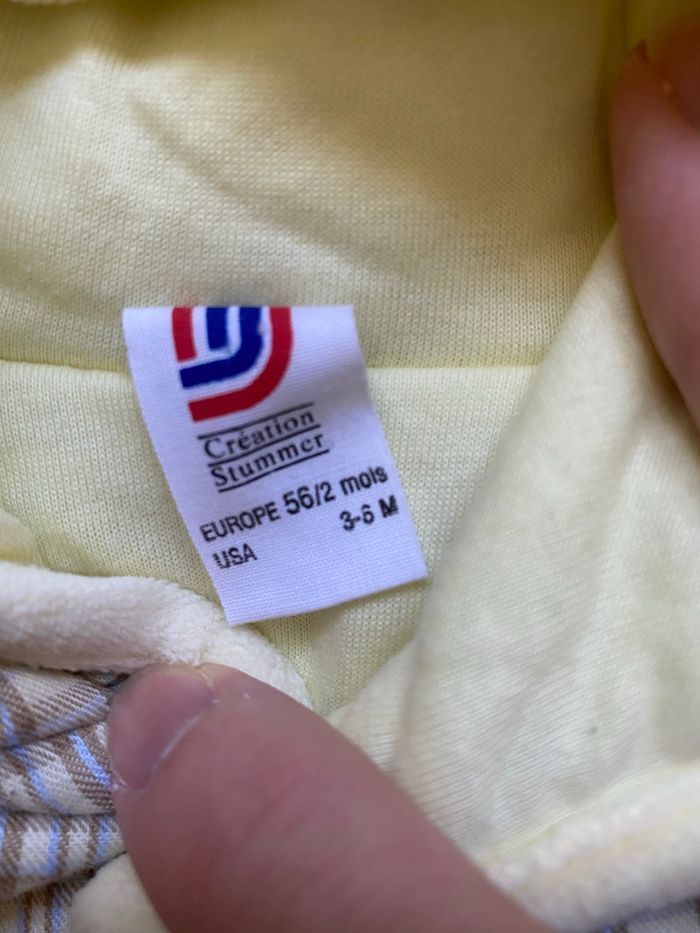 Création
Stummer
EUROPE 56/2 mois
USA 3-6 M